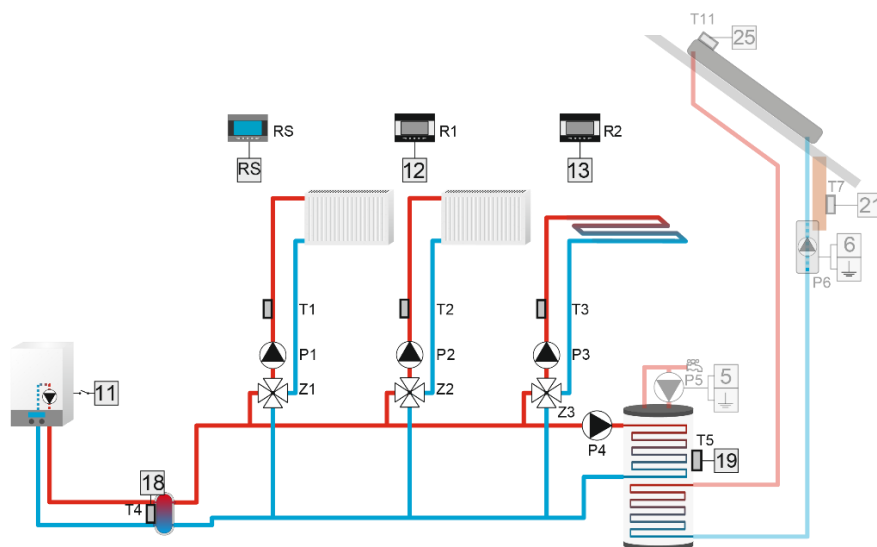 T11 25
RS R1 R2
RS 12 13
T7 21
6
P6
T1 T2 T3
P1 P2 P3
P5 5
11
Z1 Z2 Z3
P4
T5
19
18
T4